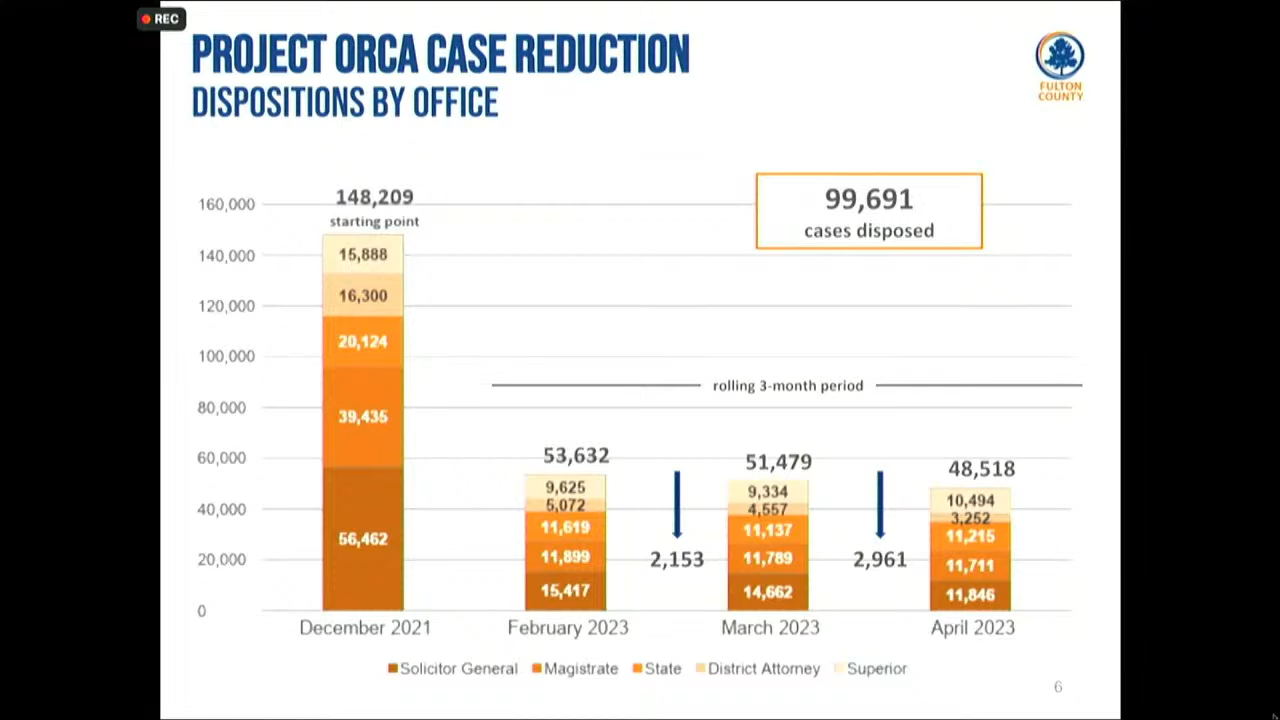 REC
PROJECT ORCA CASE REDUCTION
DISPOSITIONS BY OFFICE
FULTON
COUNTY
99,691
cases disposed
148,209
starting point
160,000
140,000
120,000
100,000
80,000
60,000
40,000
20,000
0
15,888
16,300
20,124
39,435
56,462
rolling 3-month period
53,632
9,625
5,072
11,619
11,899
15,417
2,153
51,479
9,334
4,557
11,137
11,789
14,662
2,961
48,518
10,494
3,252
11,215
11,711
11,846
December 2021
February 2023
March 2023
April 2023
Solicitor General Magistrate State District Attorney Superior
6